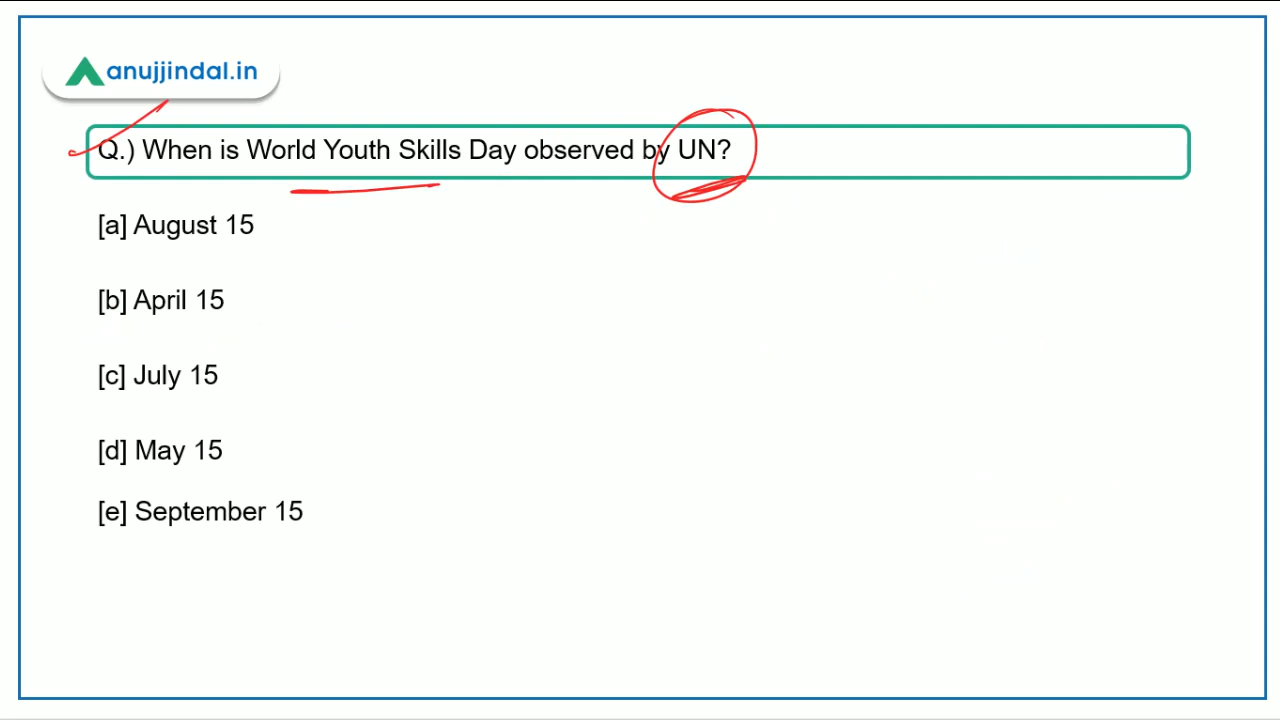 anujjindal.in
Q.) When is World Youth Skills Day observed by UN?
[a] August 15
[b] April 15
[c] July 15
[d] May 15
[e] September 15